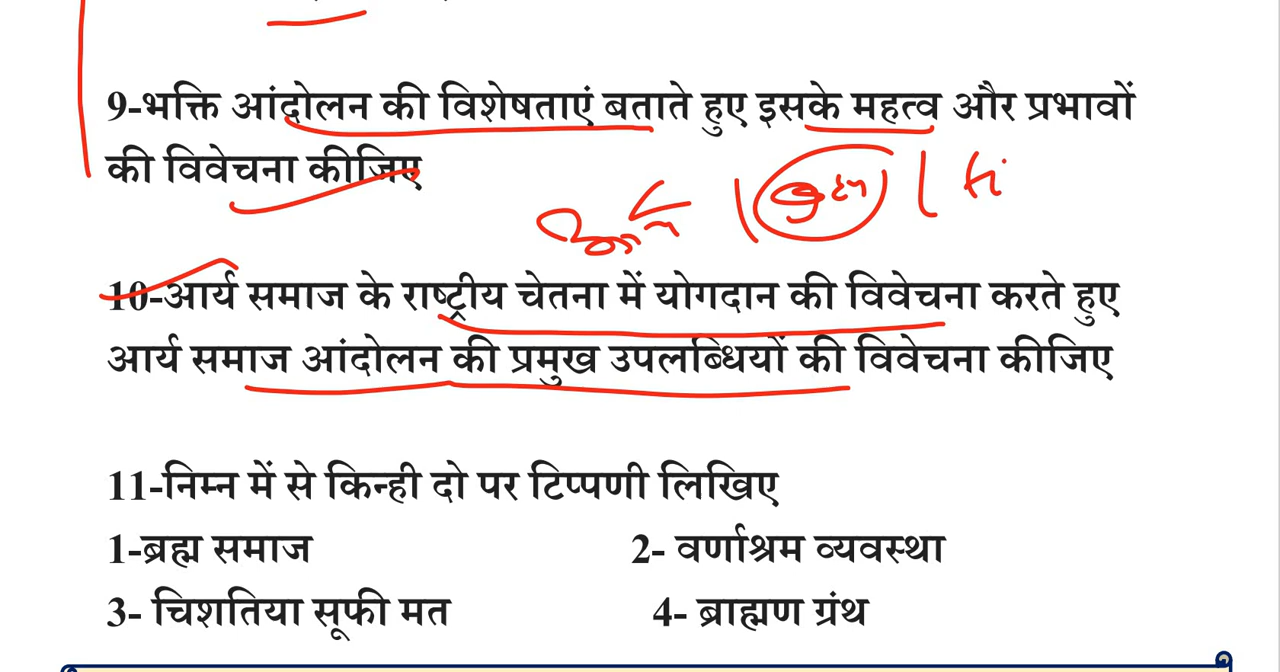 9-भक्ति आंदोलन की विशेषताएं बताते हुए इसके महत्व और प्रभावों
की विवेचना कीजिए
10-आर्य समाज के राष्ट्रीय चेतना में योगदान की विवेचना करते हुए
आर्य समाज आंदोलन की प्रमुख उपलब्धियों की विवेचना कीजिए
11-निम्न में से किन्ही दो पर टिप्पणी लिखिए
1-ब्रह्म समाज 2- वर्णाश्रम व्यवस्था
3- चिशतिया सूफी मत 4- ब्राह्मण ग्रंथ